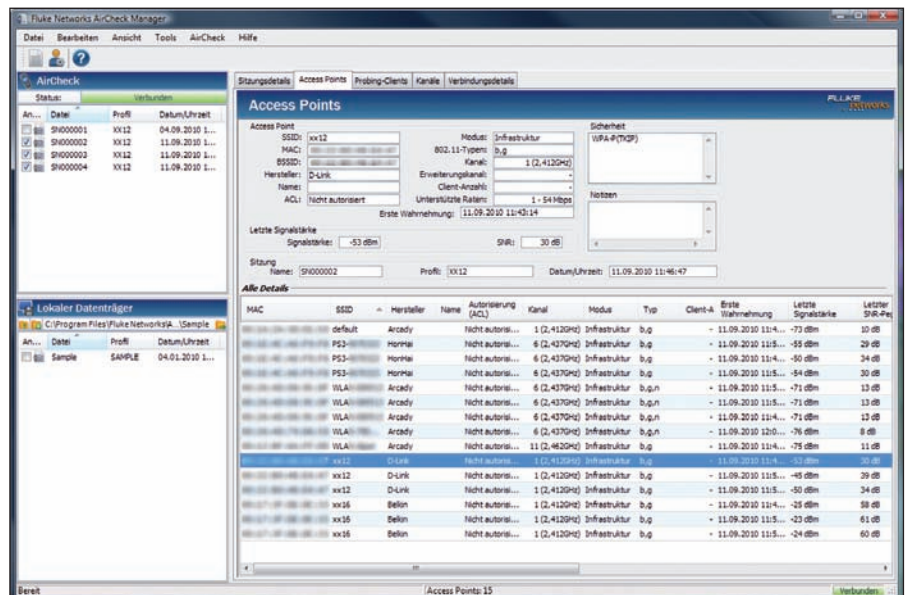 Fluke Networks AirCheck Manager
Datei Bearbeiten Ansicht Tools AirCheck Hilfe
AirCheck
Status: Verbunden
An... Datei Profil Datum/Uhrzeit
SN000001 XX12 04.09.2010 1...
SN000002 XX12 11.09.2010 1...
SN000003 XX12 11.09.2010 1...
SN000004 XX12 11.09.2010 1...
Lokaler Datenträger
C:\Program Files\Fluke Networks\A...\Sample
An... Datei Profil Datum/Uhrzeit
Sample SAMPLE 04.01.2010 1...
Sitzungsdetails Access Points Probing-Clients Kanäle Verbindungsdetails
Access Points
FLUKE networks
Access Point
SSID: xx12
MAC:
BSSID:
Hersteller: D-Link
Name:
ACL: Nicht autorisiert
Modus: Infrastruktur
802.11-Typen: b,g
Kanal: 1 (2,412GHz)
Erweiterungskanal: -
Client-Anzahl: -
Unterstützte Raten: 1 - 54 Mbps
Erste Wahrnehmung: 11.09.2010 11:43:14
Sicherheit
WPA-P(TKIP)
Notizen
Letzte Signalstärke
Signalstärke: -53 dBm SNR: 30 dB
Sitzung
Name: SN000002 Profil: XX12 Datum/Uhrzeit: 11.09.2010 11:46:47
Alle Details
MAC SSID Hersteller Name Autorisierung (ACL) Kanal Modus Typ Client-A Erste Wahrnehmung Letzte Signalstärke Letzter SNR-Peg
default Arcady Nicht autorisi... 1 (2,412GHz) Infrastruktur b,g - 11.09.2010 11:4... -73 dBm 10 dB
PS3- HonHai Nicht autorisi... 6 (2,437GHz) Infrastruktur b,g - 11.09.2010 11:5... -55 dBm 29 dB
PS3- HonHai Nicht autorisi... 6 (2,437GHz) Infrastruktur b,g - 11.09.2010 11:4... -50 dBm 34 dB
PS3- HonHai Nicht autorisi... 6 (2,437GHz) Infrastruktur b,g - 11.09.2010 11:5... -54 dBm 30 dB
WLA Arcady Nicht autorisi... 6 (2,437GHz) Infrastruktur b,g,n - 11.09.2010 11:5... -71 dBm 13 dB
WLA Arcady Nicht autorisi... 6 (2,437GHz) Infrastruktur b,g,n - 11.09.2010 11:5... -71 dBm 13 dB
WLA Arcady Nicht autorisi... 6 (2,437GHz) Infrastruktur b,g,n - 11.09.2010 11:4... -71 dBm 13 dB
WLA Arcady Nicht autorisi... 6 (2,437GHz) Infrastruktur b,g,n - 11.09.2010 12:0... -76 dBm 8 dB
WLA Arcady Nicht autorisi... 11 (2,462GHz) Infrastruktur b,g - 11.09.2010 11:4... -75 dBm 11 dB
xx12 D-Link Nicht autorisi... 1 (2,412GHz) Infrastruktur b,g - 11.09.2010 11:4... -53 dBm 30 dB
xx12 D-Link Nicht autorisi... 1 (2,412GHz) Infrastruktur b,g - 11.09.2010 11:5... -45 dBm 39 dB
xx12 D-Link Nicht autorisi... 1 (2,412GHz) Infrastruktur b,g - 11.09.2010 11:5... -50 dBm 34 dB
xx16 Belkin Nicht autorisi... 1 (2,412GHz) Infrastruktur b,g - 11.09.2010 11:4... -25 dBm 58 dB
xx16 Belkin Nicht autorisi... 1 (2,412GHz) Infrastruktur b,g - 11.09.2010 11:5... -23 dBm 61 dB
xx16 Belkin Nicht autorisi... 1 (2,412GHz) Infrastruktur b,g - 11.09.2010 11:5... -24 dBm 60 dB
Bereit Access Points: 15 Verbunden